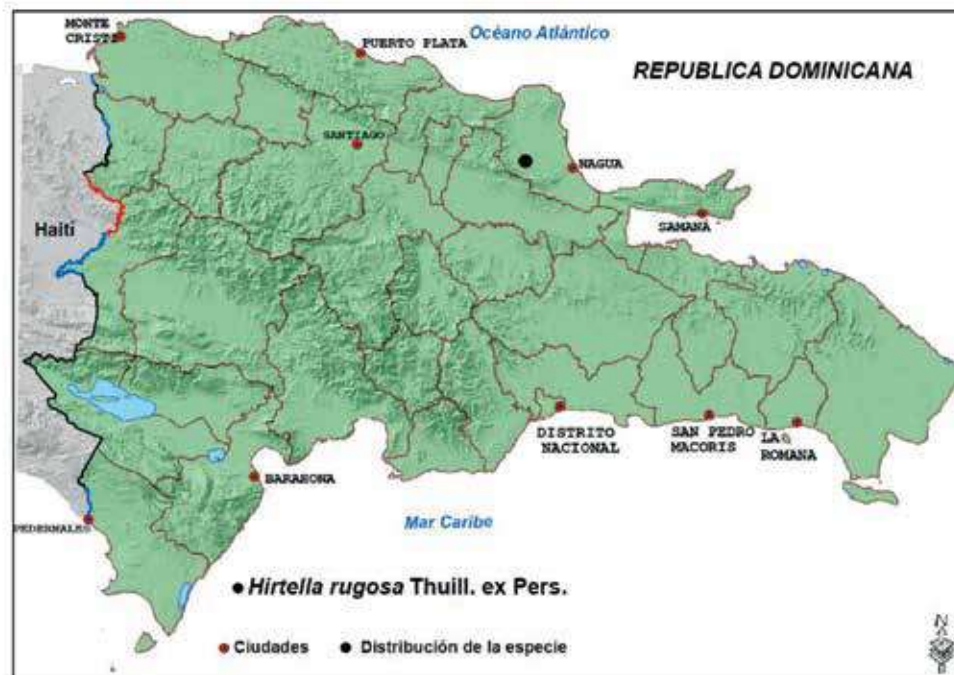 MONTE
CRISTI
PUERTO PLATA
Océano Atlántico
REPUBLICA DOMINICANA
SANTIAGO
NAGUA
SAMANA
Haití
DISTRITO
NACIONAL
SAN PEDRO
MACORIS
LA
ROMANA
BARAHONA
PEDERNALES
Mar Caribe
Hirtella rugosa Thuill. ex Pers.
Ciudades
Distribución de la especie
N